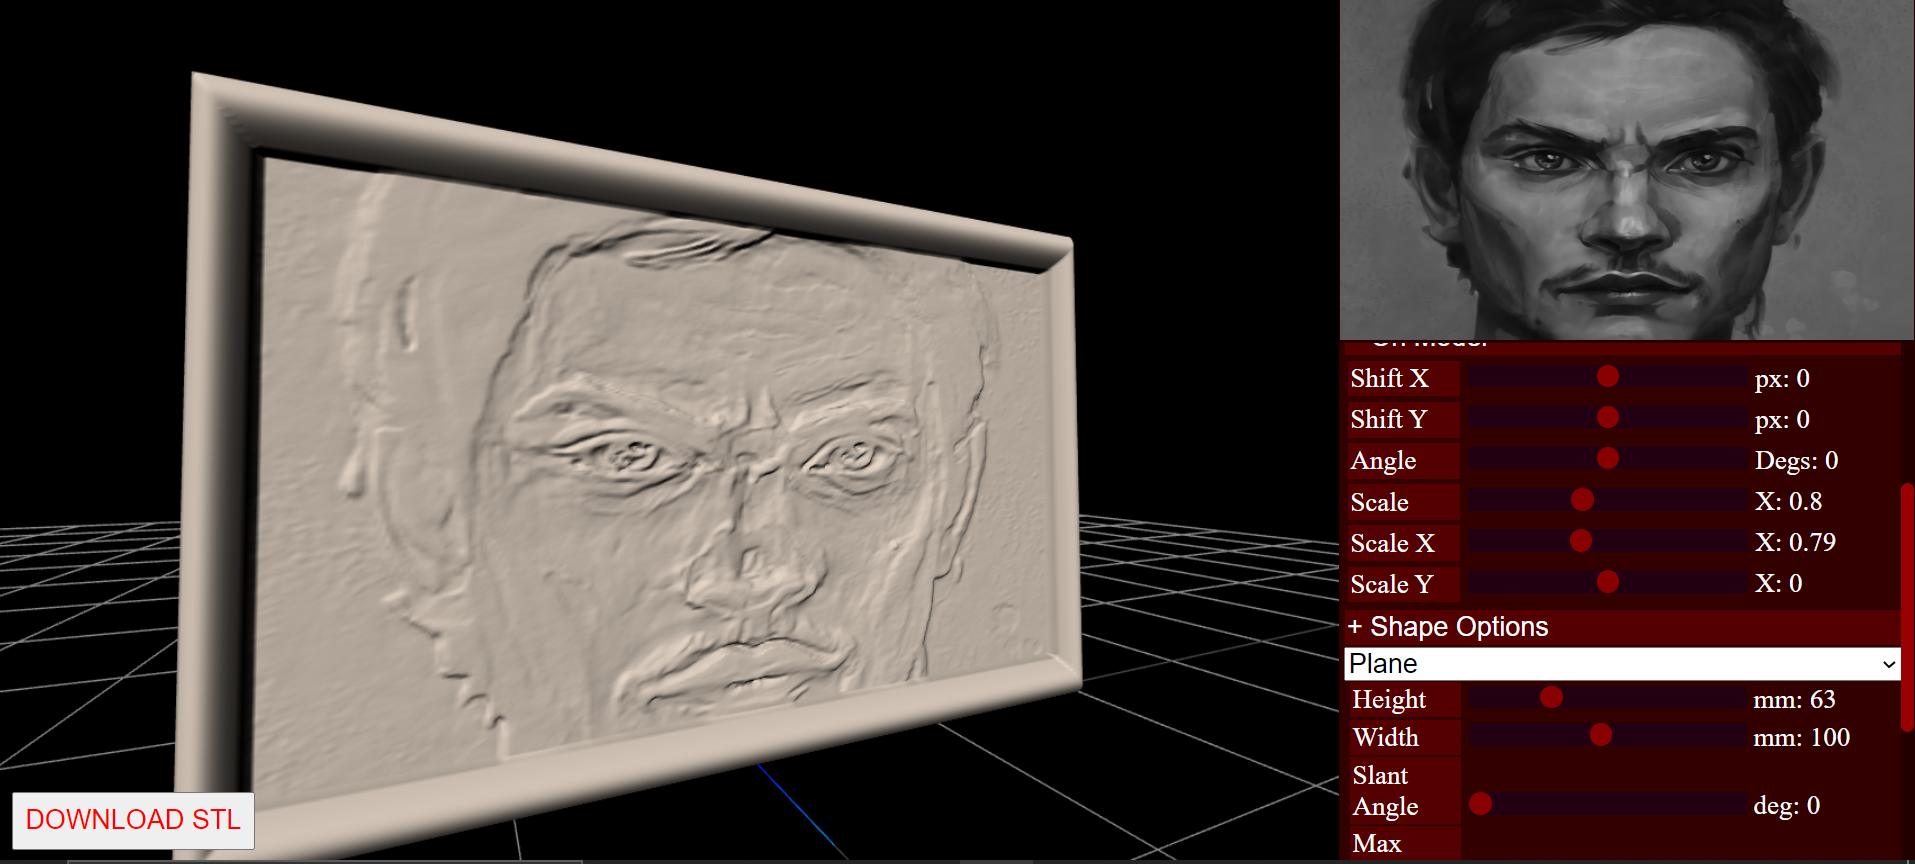 Shift X px: 0
Shift Y px: 0
Angle Degs: 0
Scale X: 0.8
Scale X X: 0.79
Scale Y X: 0
+ Shape Options
Plane
Height mm: 63
Width mm: 100
Slant
Angle deg: 0
Max
DOWNLOAD STL